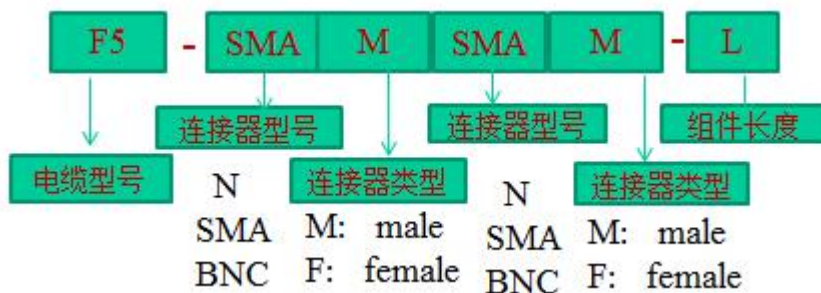 F5 - SMA M SMA M - L
连接器型号 连接器型号 组件长度
电缆型号 N 连接器类型 N 连接器类型
SMA M: male SMA M: male
BNC F: female BNC F: female